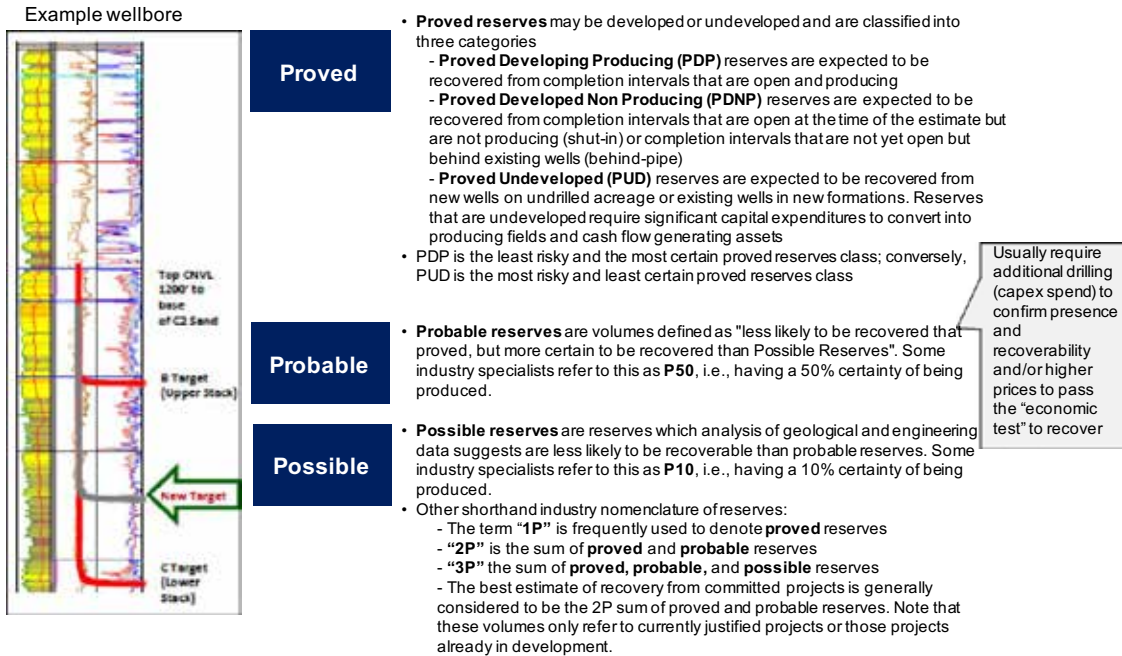 Example wellbore
Top CNVL
1200' to
base
of C2 Sand
B Target
[Upper Stack]
New Target
C Target
[Lower
Stack]
Proved
• Proved reserves may be developed or undeveloped and are classified into
three categories
- Proved Developing Producing (PDP) reserves are expected to be
recovered from completion intervals that are open and producing
- Proved Developed Non Producing (PDNP) reserves are expected to be
recovered from completion intervals that are open at the time of the estimate but
are not producing (shut-in) or completion intervals that are not yet open but
behind existing wells (behind-pipe)
- Proved Undeveloped (PUD) reserves are expected to be recovered from
new wells on undrilled acreage or existing wells in new formations. Reserves
that are undeveloped require significant capital expenditures to convert into
producing fields and cash flow generating assets
• PDP is the least risky and the most certain proved reserves class; conversely,
PUD is the most risky and least certain proved reserves class
Usually require
additional drilling
(capex spend) to
confirm presence
and
recoverability
and/or higher
prices to pass
the “economic
test” to recover
Probable
• Probable reserves are volumes defined as "less likely to be recovered that
proved, but more certain to be recovered than Possible Reserves". Some
industry specialists refer to this as P50, i.e., having a 50% certainty of being
produced.
Possible
• Possible reserves are reserves which analysis of geological and engineering
data suggests are less likely to be recoverable than probable reserves. Some
industry specialists refer to this as P10, i.e., having a 10% certainty of being
produced.
• Other shorthand industry nomenclature of reserves:
- The term “1P” is frequently used to denote proved reserves
- “2P” is the sum of proved and probable reserves
- “3P” the sum of proved, probable, and possible reserves
- The best estimate of recovery from committed projects is generally
considered to be the 2P sum of proved and probable reserves. Note that
these volumes only refer to currently justified projects or those projects
already in development.